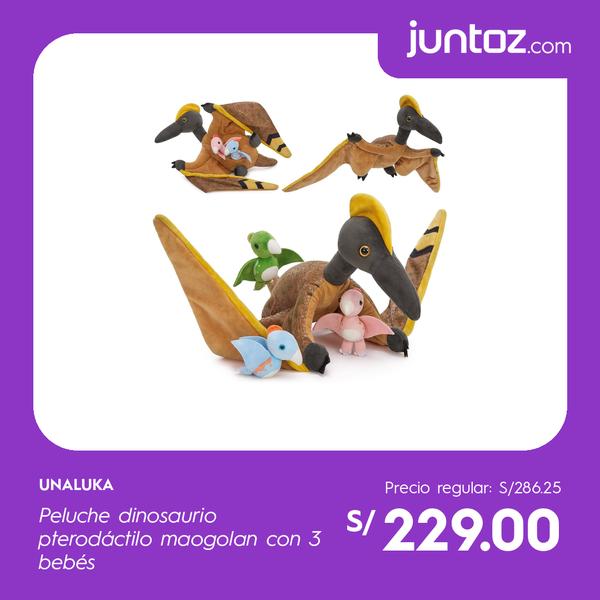 juntoz.com
UNALUKA
Peluche dinosaurio
pterodáctilo maogolan con 3
bebés
Precio regular: S/286.25
S/ 229.00